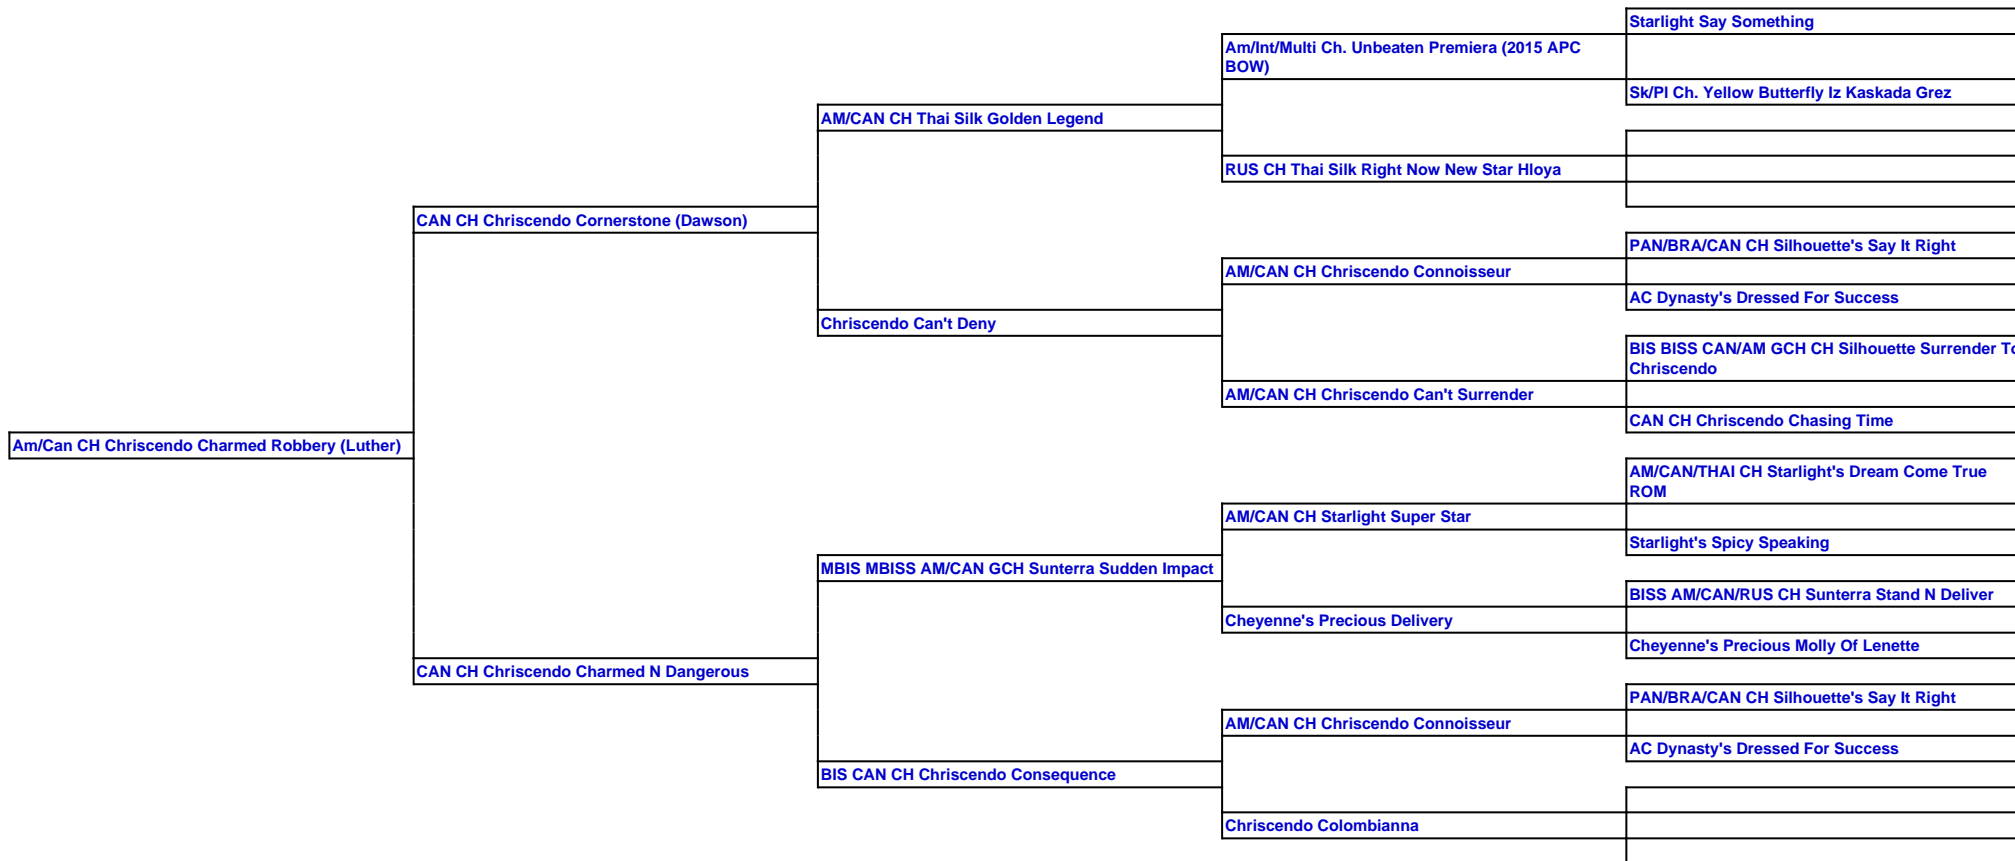 Starlight Say Something
Am/Int/Multi Ch. Unbeaten Premiera (2015 APC
BOW)
Sk/Pl Ch. Yellow Butterfly Iz Kaskada Grez
AM/CAN CH Thai Silk Golden Legend
RUS CH Thai Silk Right Now New Star Hloya
CAN CH Chriscendo Cornerstone (Dawson)
PAN/BRA/CAN CH Silhouette's Say It Right
AM/CAN CH Chriscendo Connoisseur
AC Dynasty's Dressed For Success
Chriscendo Can't Deny
BIS BISS CAN/AM GCH CH Silhouette Surrender To
Chriscendo
AM/CAN CH Chriscendo Can't Surrender
CAN CH Chriscendo Chasing Time
Am/Can CH Chriscendo Charmed Robbery (Luther)
AM/CAN/THAI CH Starlight's Dream Come True
ROM
AM/CAN CH Starlight Super Star
Starlight's Spicy Speaking
MBIS MBISS AM/CAN GCH Sunterra Sudden Impact
BISS AM/CAN/RUS CH Sunterra Stand N Deliver
Cheyenne's Precious Delivery
Cheyenne's Precious Molly Of Lenette
CAN CH Chriscendo Charmed N Dangerous
PAN/BRA/CAN CH Silhouette's Say It Right
AM/CAN CH Chriscendo Connoisseur
AC Dynasty's Dressed For Success
BIS CAN CH Chriscendo Consequence
Chriscendo Colombianna